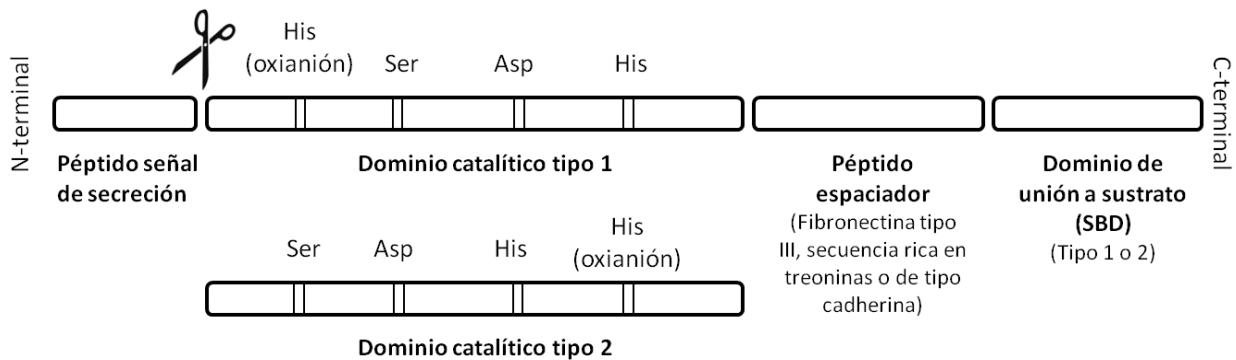 N-terminal
His
(oxianión)
Ser
Asp
His
C-terminal
Péptido señal
de secreción
Dominio catalítico tipo 1
Péptido
espaciador
(Fibronectina tipo
III, secuencia rica en
treoninas o de tipo
cadherina)
Dominio de
unión a sustrato
(SBD)
(Tipo 1 o 2)
Ser
Asp
His
His
(oxianión)
Dominio catalítico tipo 2